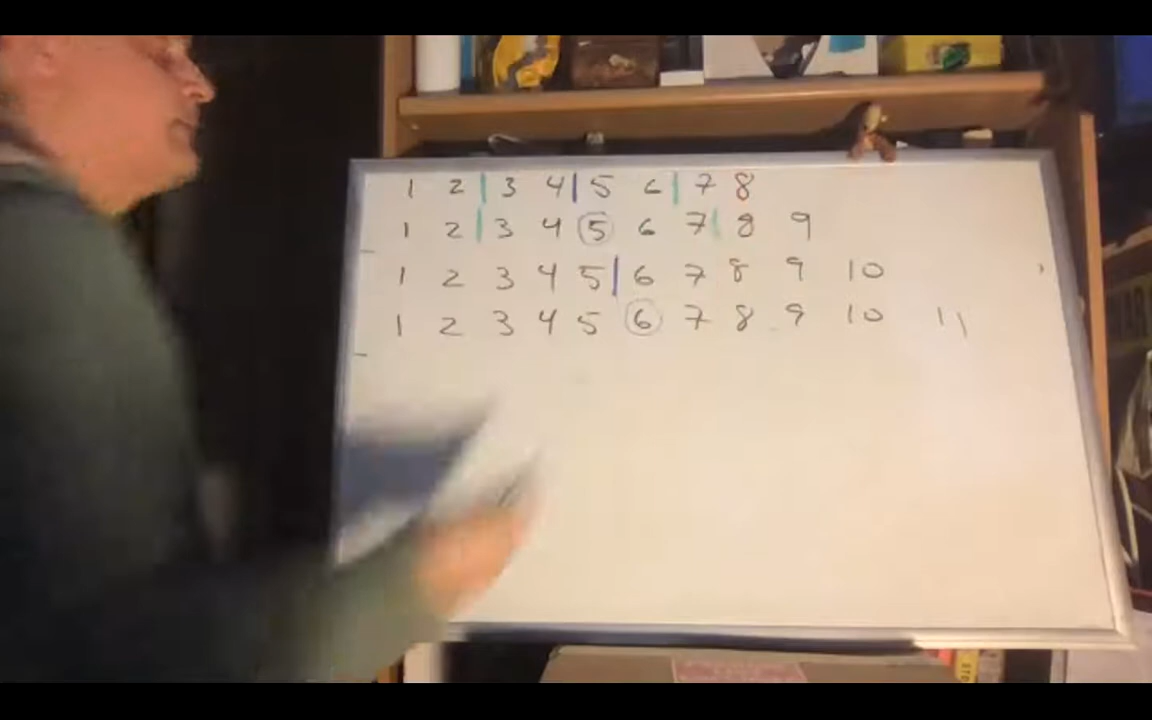 1 2 | 3 4 | 5 6 | 7 8
1 2 | 3 4 5 6 7 | 8 9
1 2 3 4 5 | 6 7 8 9 10
1 2 3 4 5 6 7 8 9 10 11